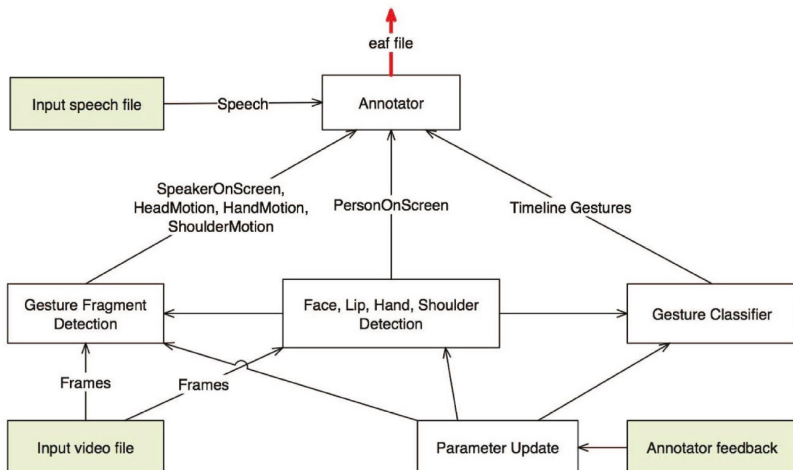 eaf file
Input speech file
Speech
Annotator
SpeakerOnScreen,
HeadMotion, HandMotion,
ShoulderMotion
PersonOnScreen
Timeline Gestures
Gesture Fragment
Detection
Face, Lip, Hand, Shoulder
Detection
Gesture Classifier
Frames
Frames
Input video file
Parameter Update
Annotator feedback